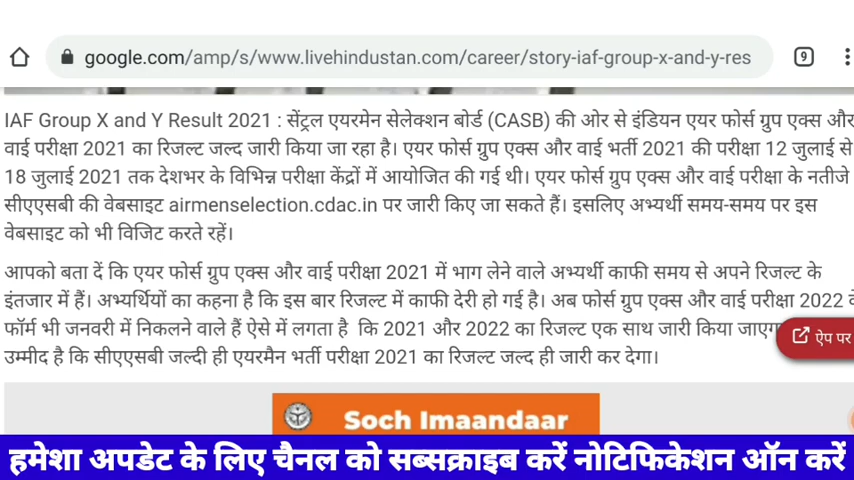 google.com/amp/s/www.livehindustan.com/career/story-iaf-group-x-and-y-res
9
IAF Group X and Y Result 2021 : सेंट्रल एयरमेन सेलेक्शन बोर्ड (CASB) की ओर से इंडियन एयर फोर्स ग्रुप एक्स और
वाई परीक्षा 2021 का रिजल्ट जल्द जारी किया जा रहा है। एयर फोर्स ग्रुप एक्स और वाई भर्ती 2021 की परीक्षा 12 जुलाई से
18 जुलाई 2021 तक देशभर के विभिन्न परीक्षा केंद्रों में आयोजित की गई थी। एयर फोर्स ग्रुप एक्स और वाई परीक्षा के नतीजे
सीएएसबी की वेबसाइट airmenselection.cdac.in पर जारी किए जा सकते हैं। इसलिए अभ्यर्थी समय-समय पर इस
वेबसाइट को भी विजिट करते रहें।
आपको बता दें कि एयर फोर्स ग्रुप एक्स और वाई परीक्षा 2021 में भाग लेने वाले अभ्यर्थी काफी समय से अपने रिजल्ट के
इंतजार में हैं। अभ्यर्थियों का कहना है कि इस बार रिजल्ट में काफी देरी हो गई है। अब फोर्स ग्रुप एक्स और वाई परीक्षा 2022
फॉर्म भी जनवरी में निकलने वाले हैं ऐसे में लगता है कि 2021 और 2022 का रिजल्ट एक साथ जारी किया
ऐप पर
उम्मीद है कि सीएएसबी जल्दी ही एयरमैन भर्ती परीक्षा 2021 का रिजल्ट जल्द ही जारी कर देगा।
Soch Imaandaar
हमेशा अपडेट के लिए चैनल को सब्सक्राइब करें नोटिफिकेशन ऑन करें